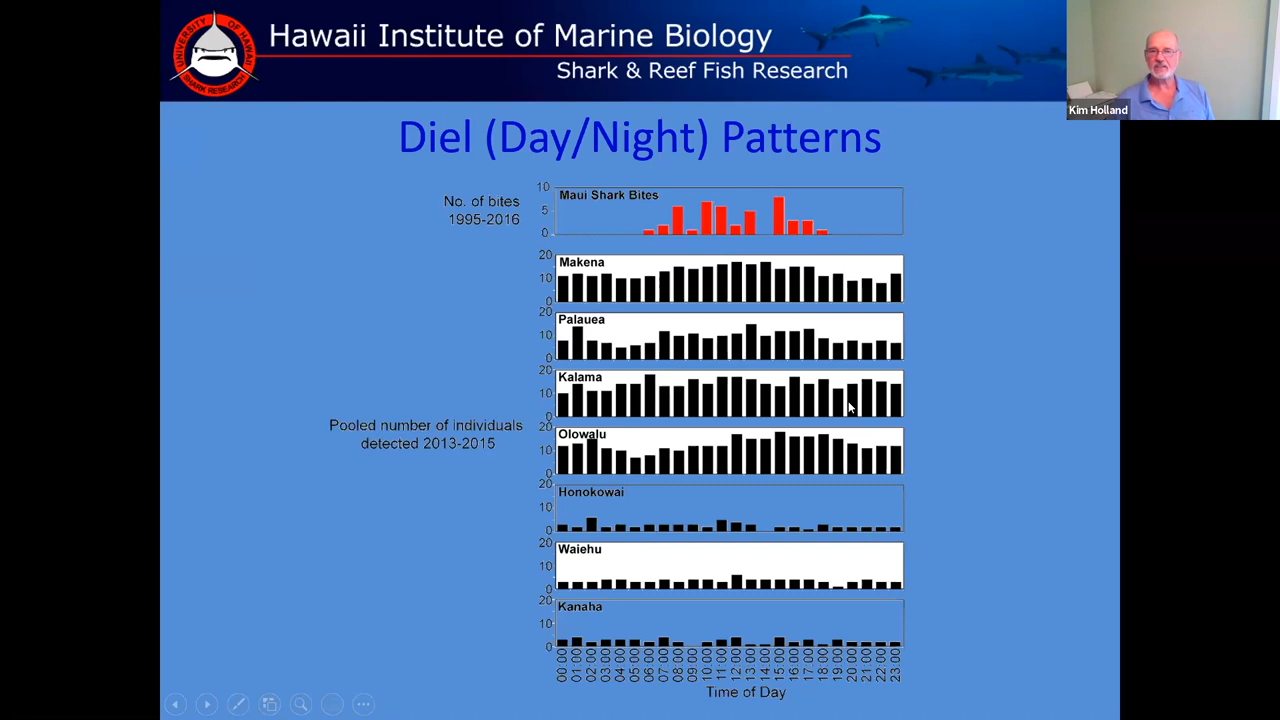 UNIVERSITY OF HAWAII
SHARK RESEARCH
Hawaii Institute of Marine Biology
Shark & Reef Fish Research
Kim Holland
Diel (Day/Night) Patterns
No. of bites
1995-2016
10
5
0
Maui Shark Bites
20
10
0
Makena
20
10
0
Palauea
20
10
0
Kalama
Pooled number of individuals
detected 2013-2015
20
10
0
Olowalu
20
10
0
Honokowai
20
10
0
Waiehu
20
10
0
Kanaha
00:00 01:00 02:00 03:00 04:00 05:00 06:00 07:00 08:00 09:00 10:00 11:00 12:00 13:00 14:00 15:00 16:00 17:00 18:00 19:00 20:00 21:00 22:00 23:00
Time of Day